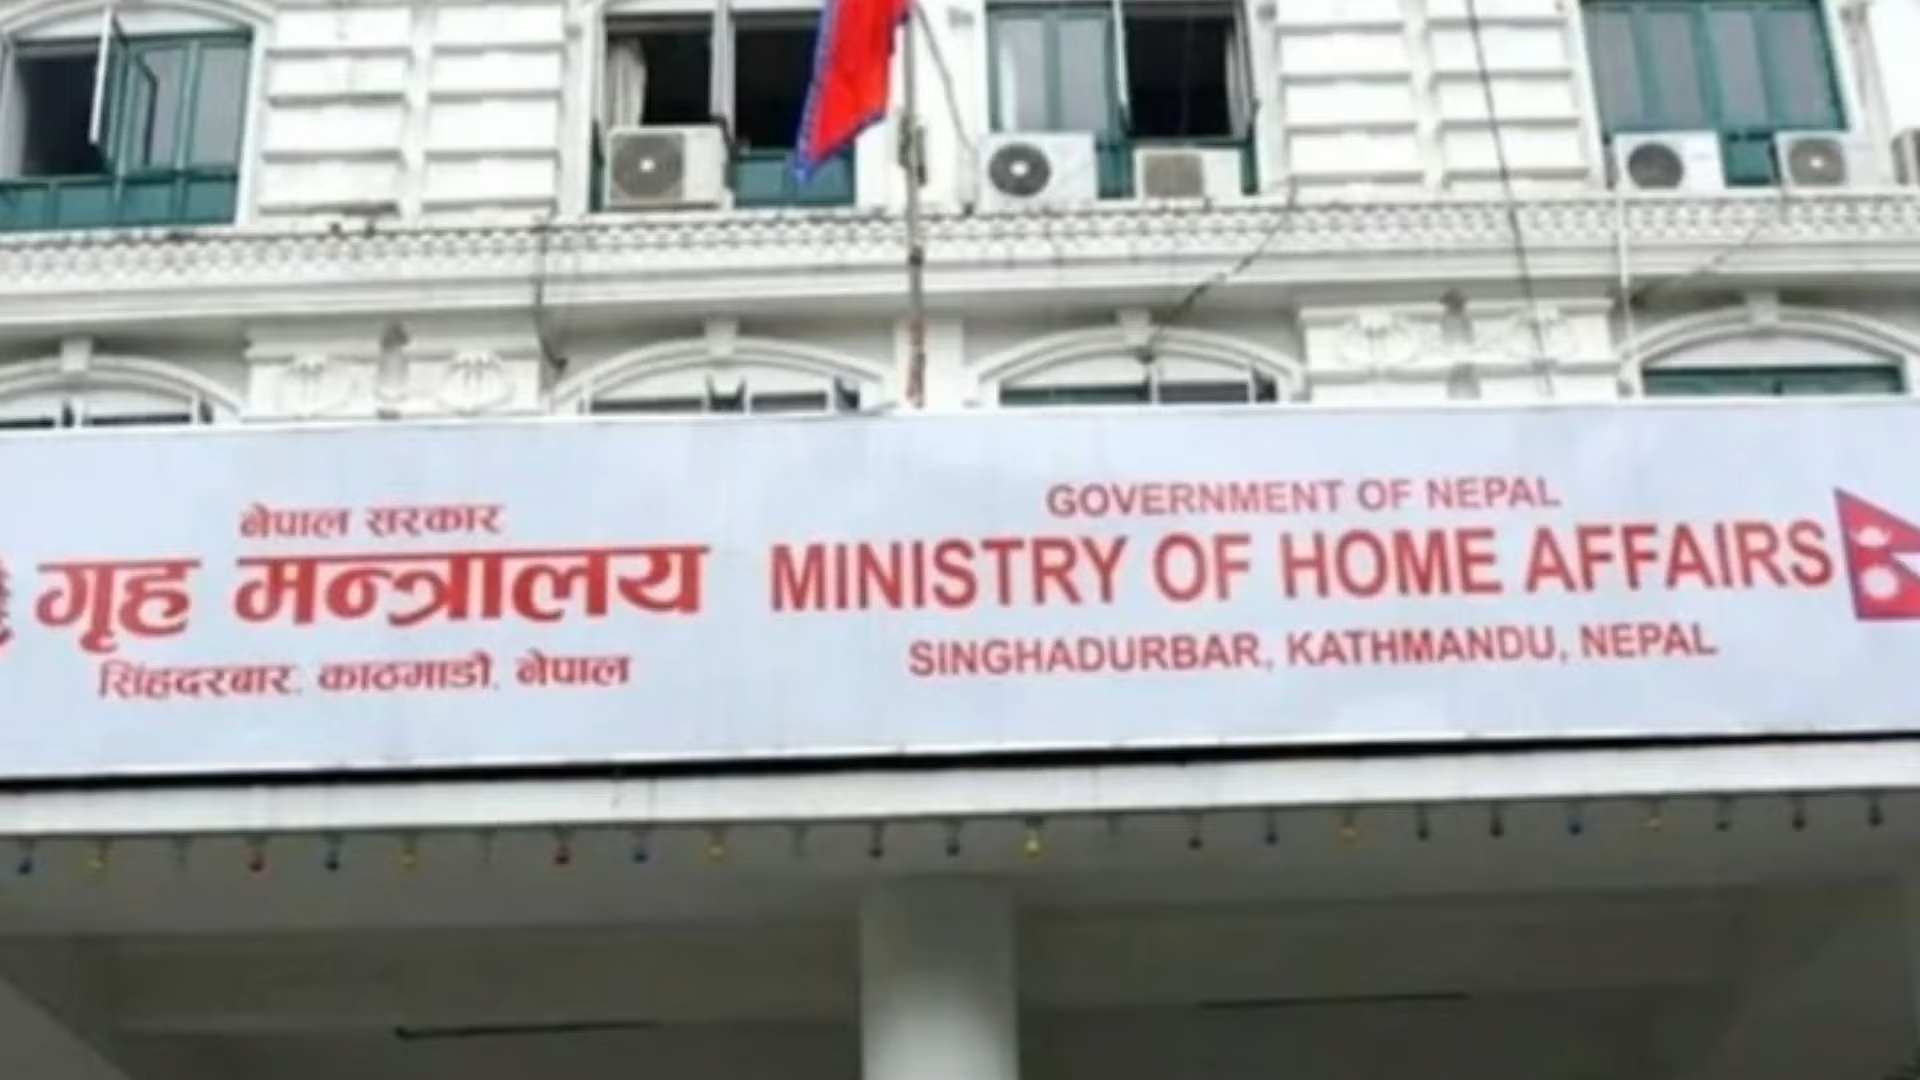 नेपाल सरकार
गृह मन्त्रालय
सिंहदरबार, काठमाडौं, नेपाल
GOVERNMENT OF NEPAL
MINISTRY OF HOME AFFAIRS
SINGHADURBAR, KATHMANDU, NEPAL